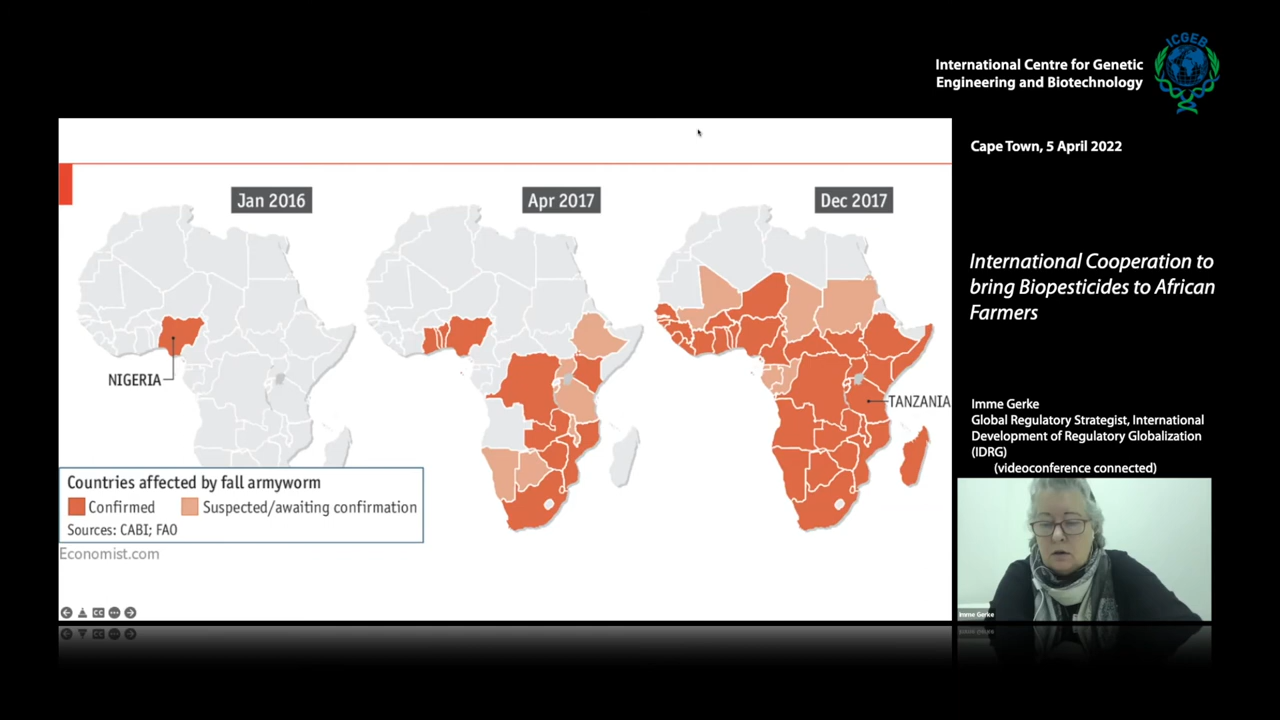 ICGEB
International Centre for Genetic
Engineering and Biotechnology
Cape Town, 5 April 2022
Jan 2016
Apr 2017
Dec 2017
NIGERIA
TANZANIA
Countries affected by fall armyworm
Confirmed
Suspected/awaiting confirmation
Sources: CABI; FAO
Economist.com
International Cooperation to
bring Biopesticides to African
Farmers
Imme Gerke
Global Regulatory Strategist, International
Development of Regulatory Globalization
(IDRG)
(videoconference connected)
Imme Gerke